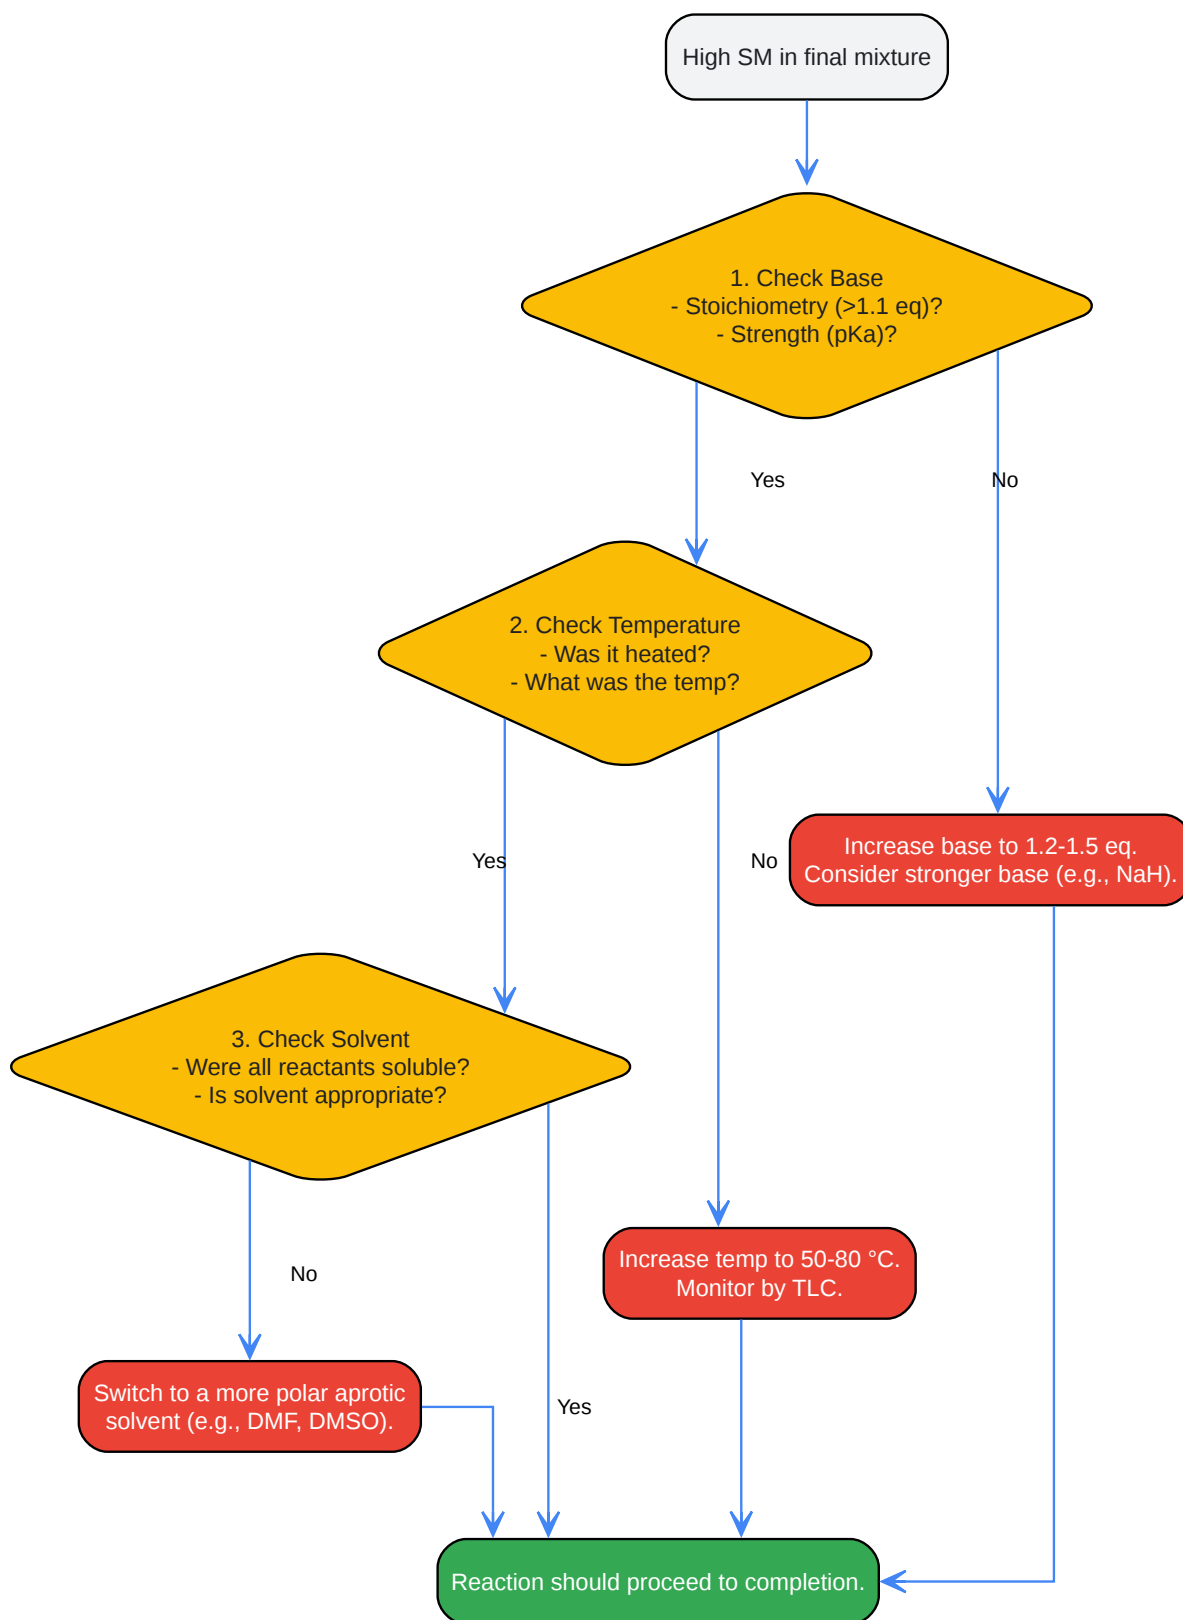 High SM in final mixture
1. Check Base
- Stoichiometry (>1.1 eq)?
- Strength (pKa)?
Yes
No
2. Check Temperature
- Was it heated?
- What was the temp?
Yes
No
Increase base to 1.2-1.5 eq.
Consider stronger base (e.g., NaH).
3. Check Solvent
- Were all reactants soluble?
- Is solvent appropriate?
No
Increase temp to 50-80 °C.
Monitor by TLC.
Switch to a more polar aprotic
solvent (e.g., DMF, DMSO).
Yes
Reaction should proceed to completion.